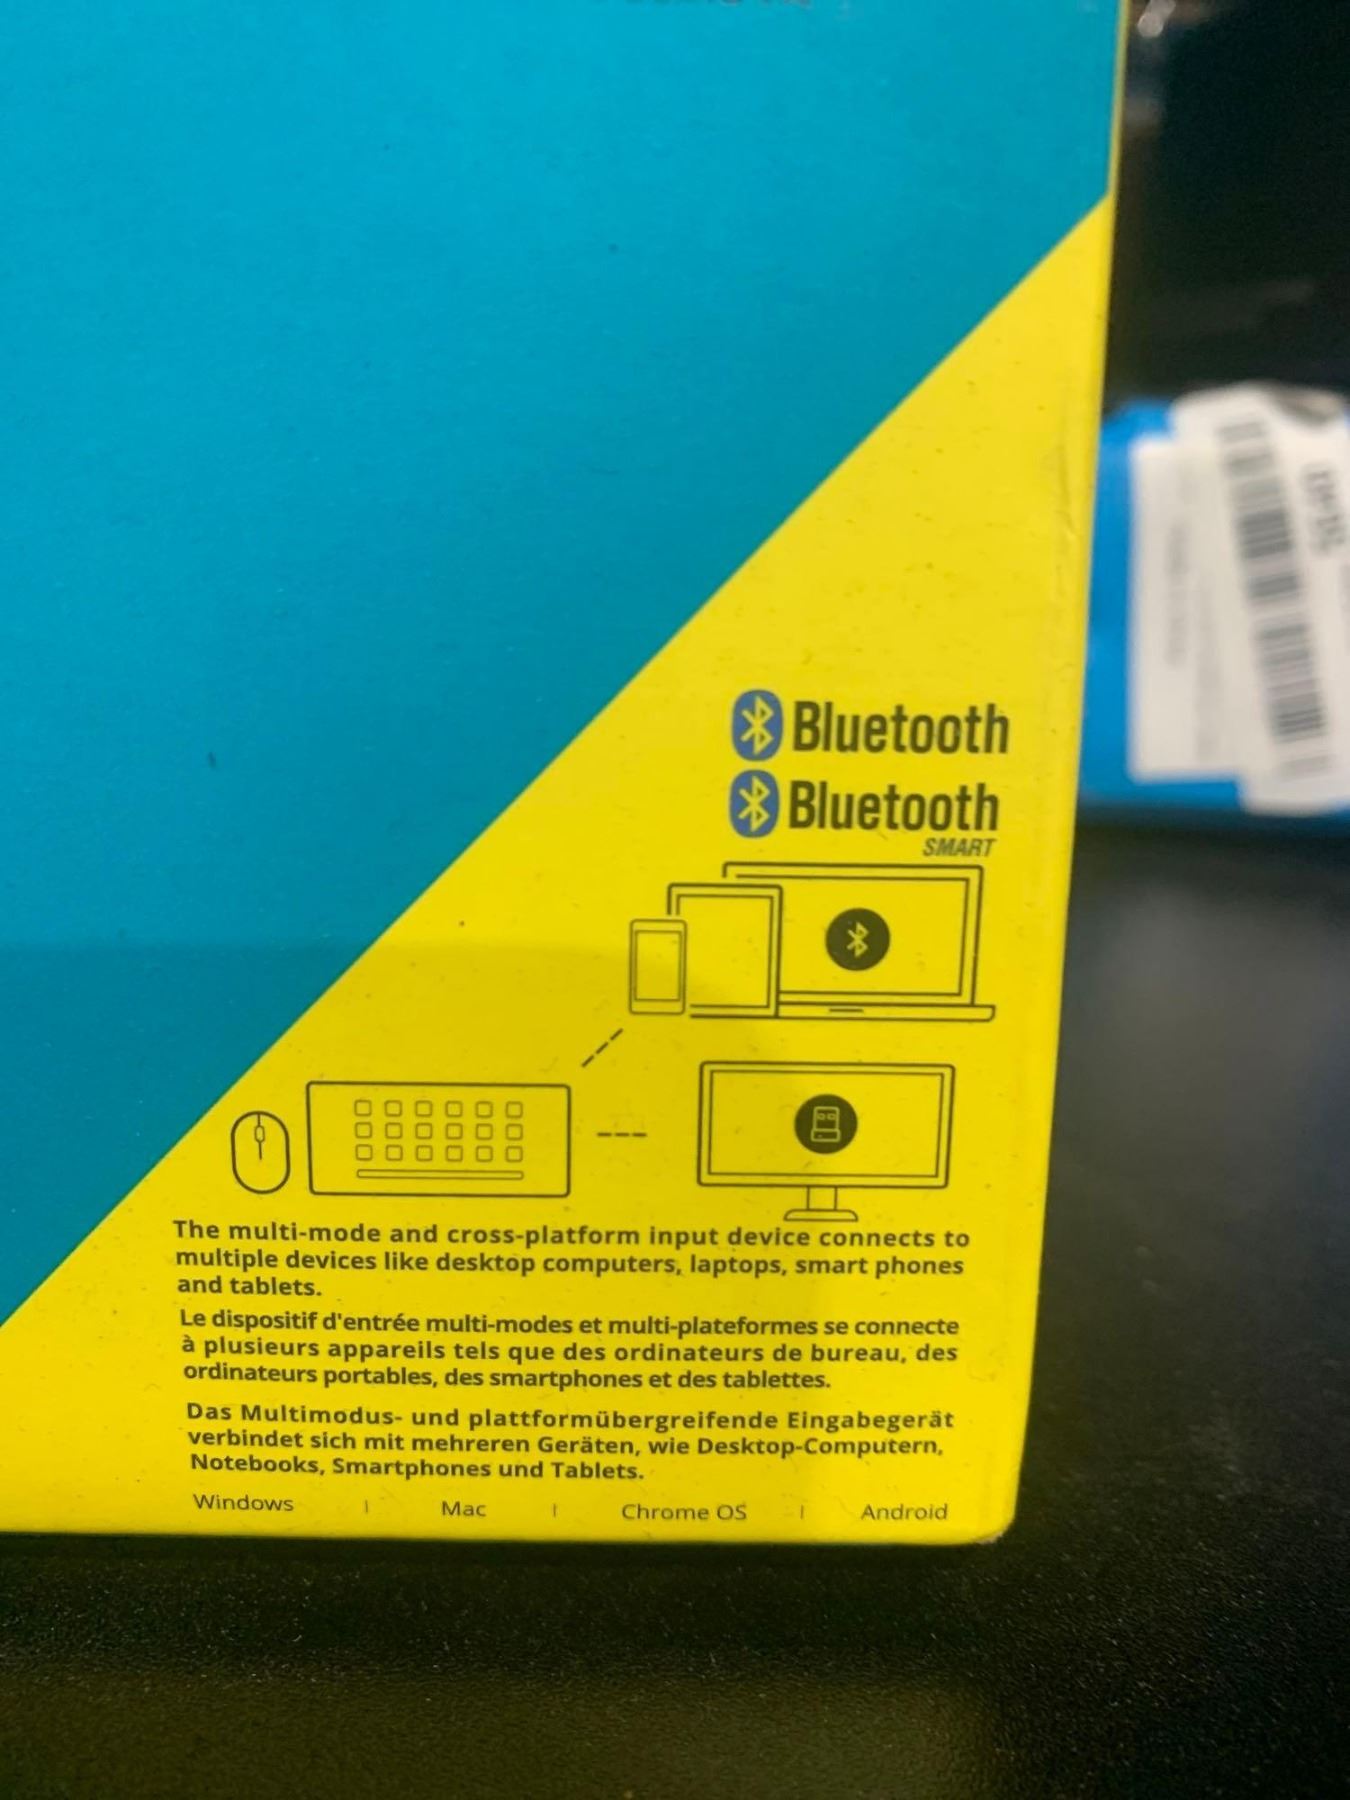 Bluetooth
Bluetooth
SMART
The multi-mode and cross-platform input device connects to
multiple devices like desktop computers, laptops, smart phones
and tablets.
Le dispositif d'entrée multi-modes et multi-plateformes se connecte
à plusieurs appareils tels que des ordinateurs de bureau, des
ordinateurs portables, des smartphones et des tablettes.
Das Multimodus- und plattformübergreifende Eingabegerät
verbindet sich mit mehreren Geräten, wie Desktop-Computern,
Notebooks, Smartphones und Tablets.
Windows | Mac | Chrome OS | Android